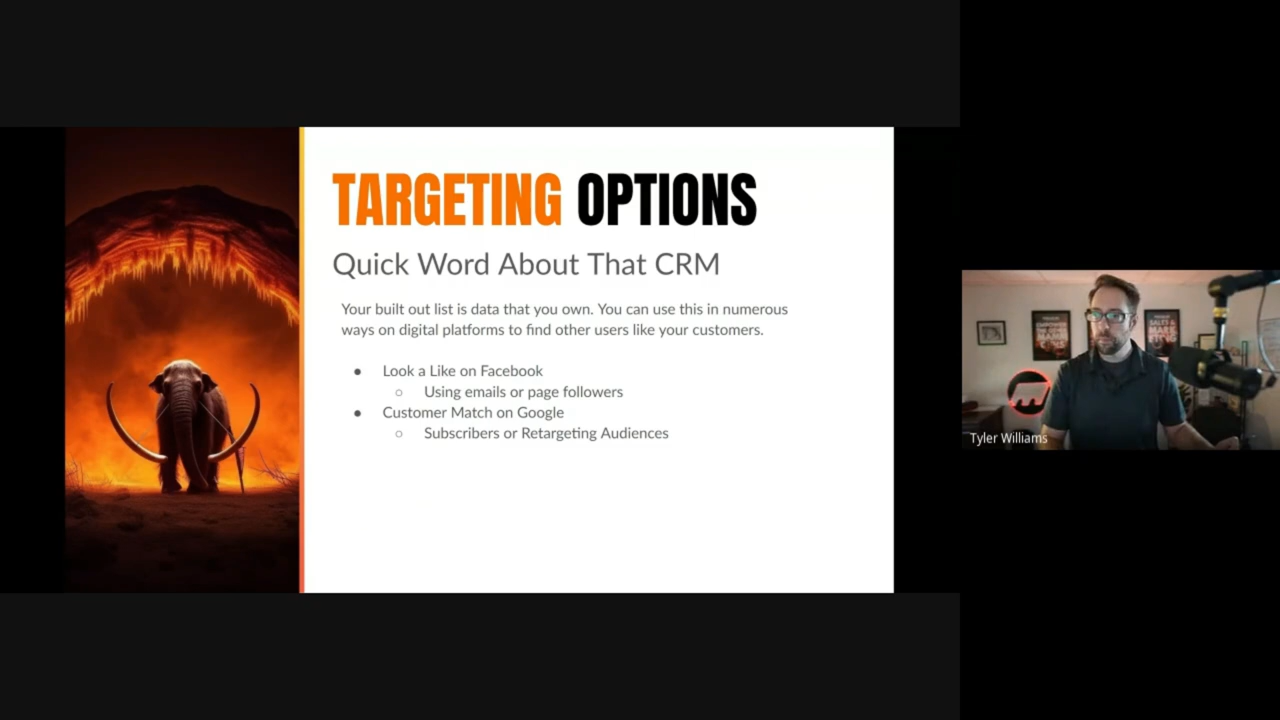 TARGETING OPTIONS
Quick Word About That CRM
Your built out list is data that you own. You can use this in numerous
ways on digital platforms to find other users like your customers.
● Look a Like on Facebook
○ Using emails or page followers
● Customer Match on Google
○ Subscribers or Retargeting Audiences
Tyler Williams